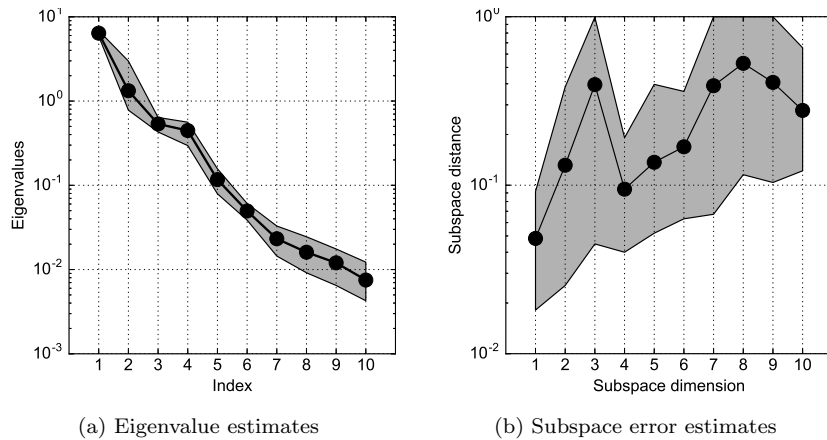 10^1
10^0
10^-1
10^-2
10^-3
Eigenvalues
1 2 3 4 5 6 7 8 9 10
Index
(a) Eigenvalue estimates
10^0
10^-1
10^-2
Subspace distance
1 2 3 4 5 6 7 8 9 10
Subspace dimension
(b) Subspace error estimates